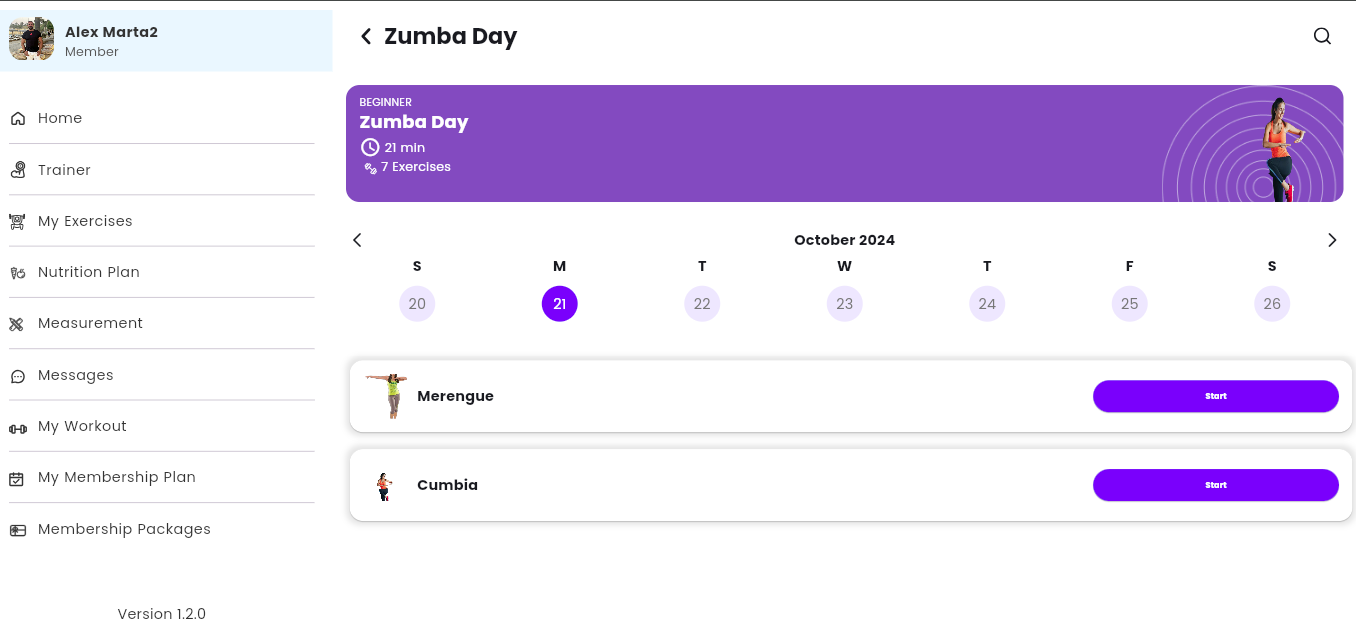 Alex Marta2
Member
Home
Trainer
My Exercises
Nutrition Plan
Measurement
Messages
My Workout
My Membership Plan
Membership Packages
Version 1.2.0
Zumba Day
BEGINNER
Zumba Day
21 min
7 Exercises
October 2024
S M T W T F S
20 21 22 23 24 25 26
Merengue Start
Cumbia Start